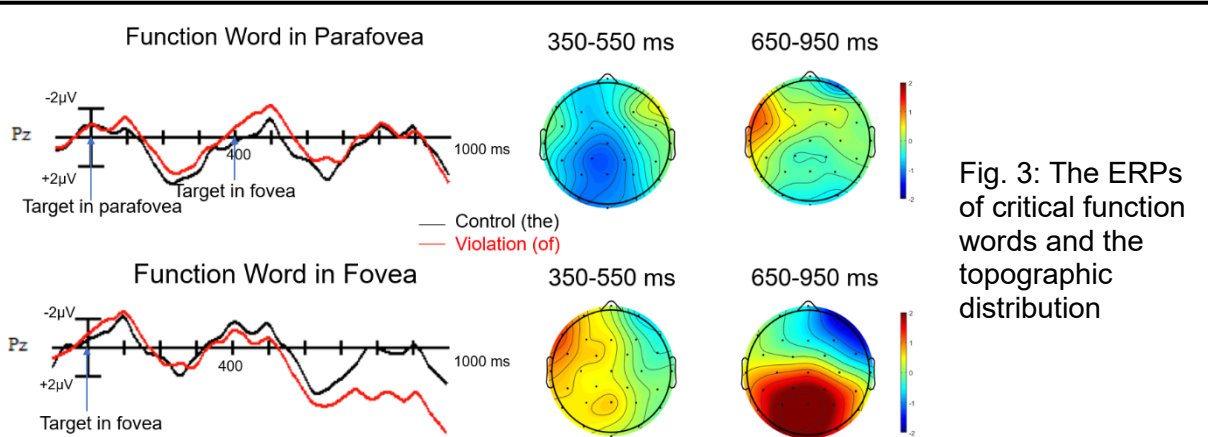 Function Word in Parafovea
350-550 ms
650-950 ms
-2µV
Pz
400
1000 ms
+2µV
Target in fovea
Target in parafovea
2
1
0
-1
-2
Control (the)
Violation (of)
Fig. 3: The ERPs
of critical function
words and the
topographic
distribution
Function Word in Fovea
350-550 ms
650-950 ms
-2µV
Pz
400
1000 ms
+2µV
Target in fovea
2
1
0
-1
-2